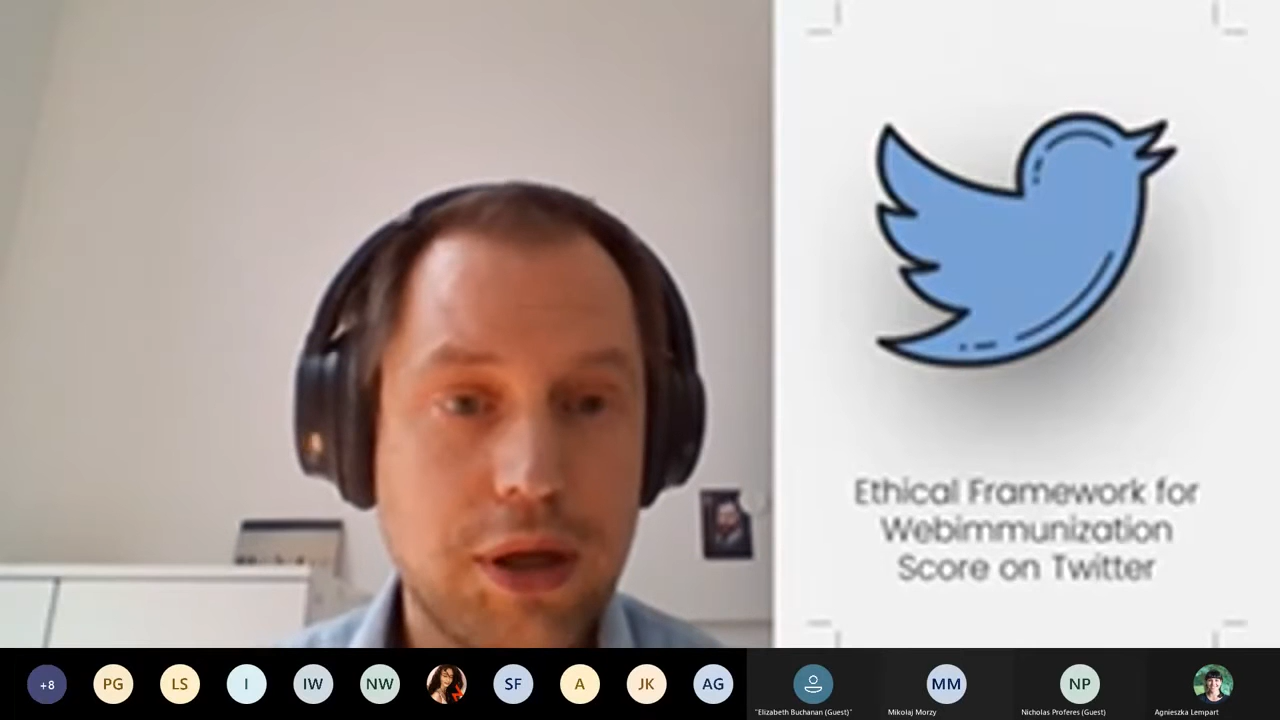 Ethical Framework for
Webimmunization
Score on Twitter
+8
PG
LS
I
IW
NW
SF
A
JK
AG
"Elizabeth Buchanan (Guest)"
MM
Mikołaj Morzy
NP
Nicholas Proferes (Guest)
Agnieszka Lempart